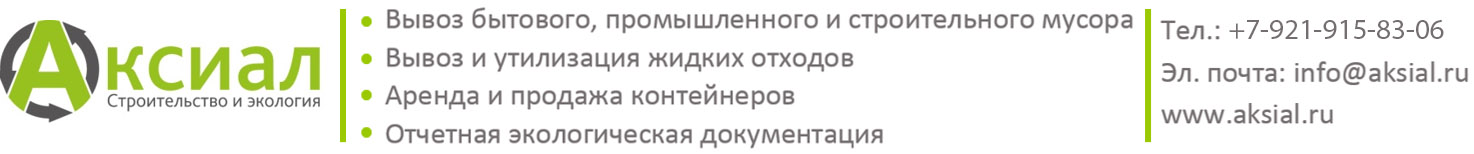 Аксиал
Строительство и экология
• Вывоз бытового, промышленного и строительного мусора
• Вывоз и утилизация жидких отходов
• Аренда и продажа контейнеров
• Отчетная экологическая документация
Тел.: +7-921-915-83-06
Эл. почта: info@aksial.ru
www.aksial.ru